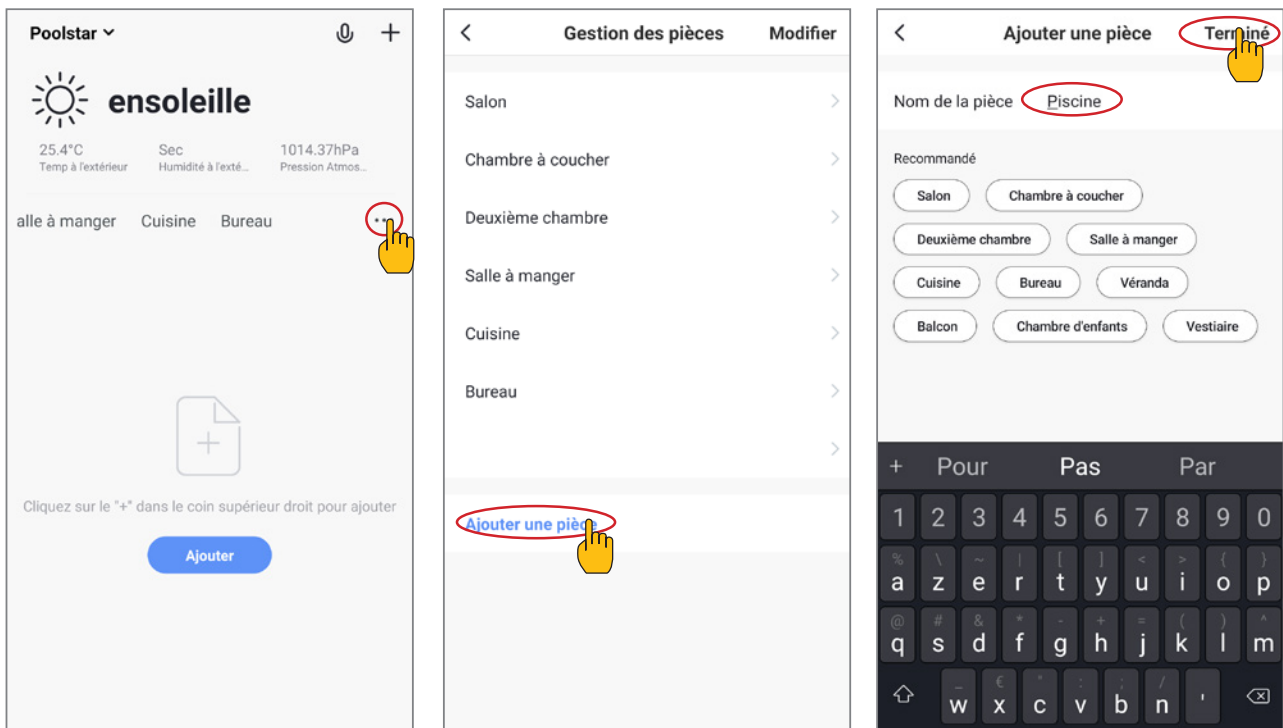 Poolstar
ensoleille
25.4°C Sec 1014.37hPa
Temp à l'extérieur Humidité à l'exté... Pression Atmos...
alle à manger Cuisine Bureau ...
Cliquez sur le "+" dans le coin supérieur droit pour ajouter
Ajouter
Gestion des pièces Modifier
Salon
Chambre à coucher
Deuxième chambre
Salle à manger
Cuisine
Bureau
Ajouter une pièce
Ajouter une pièce Terminé
Nom de la pièce Piscine
Recommandé
Salon Chambre à coucher
Deuxième chambre Salle à manger
Cuisine Bureau Véranda
Balcon Chambre d'enfants Vestiaire
+ Pour Pas Par
1 2 3 4 5 6 7 8 9 0
% \ ~ | [ ] < > { }
a z e r t y u i o p
@ # & * - + = ( ) ^
q s d f g h j k l m
_ € " : ; /
w x c v b n '